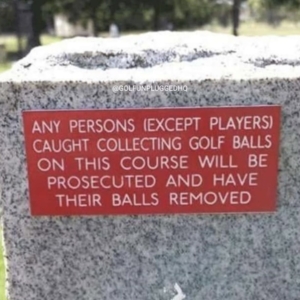 @GOLFUNPLUGGEDHQ
ANY PERSONS (EXCEPT PLAYERS)
CAUGHT COLLECTING GOLF BALLS
ON THIS COURSE WILL BE
PROSECUTED AND HAVE
THEIR BALLS REMOVED